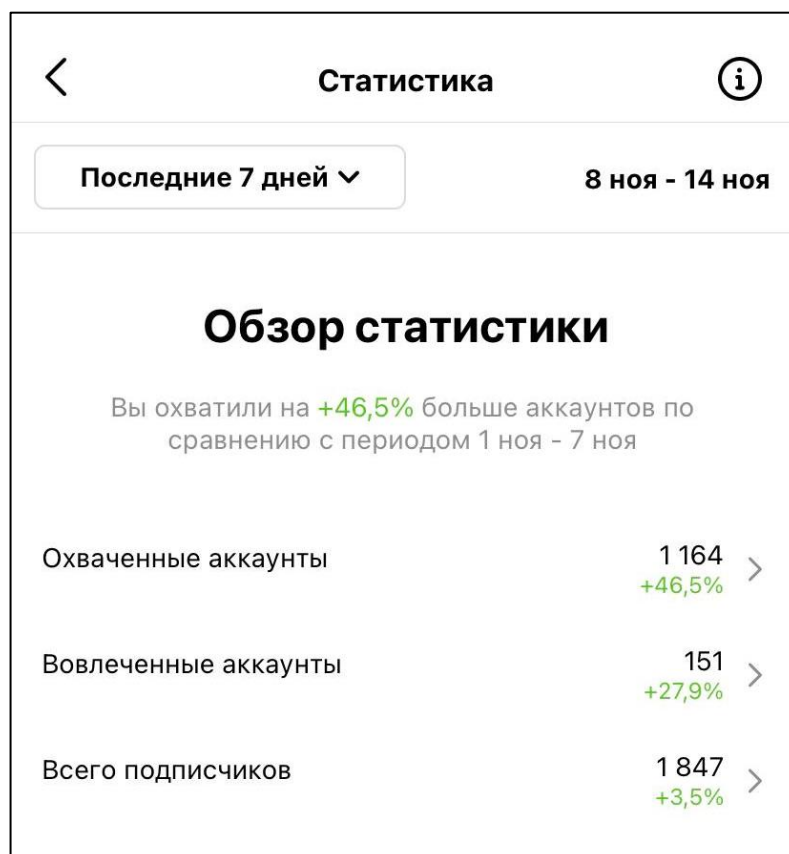 Статистика
Последние 7 дней
8 ноя - 14 ноя
Обзор статистики
Вы охватили на +46,5% больше аккаунтов по
сравнению с периодом 1 ноя - 7 ноя
Охваченные аккаунты
1 164
+46,5%
Вовлеченные аккаунты
151
+27,9%
Всего подписчиков
1 847
+3,5%